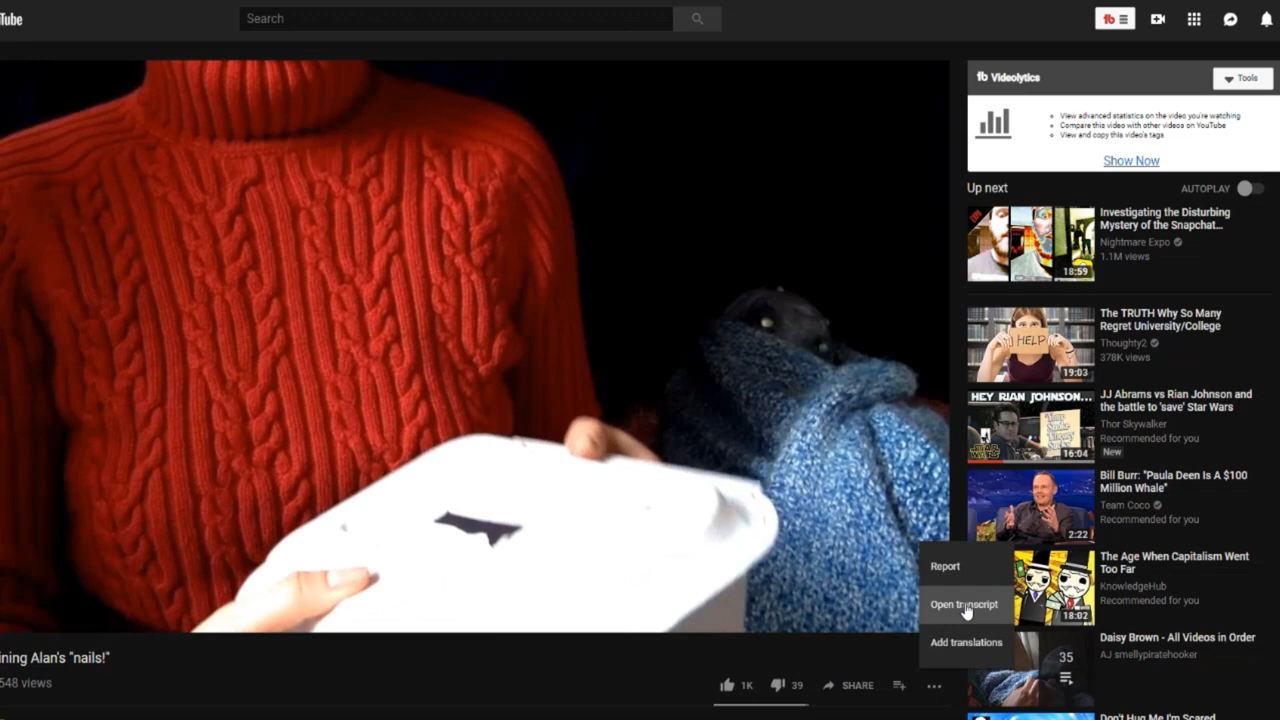 Tube
Search
fb
fb Videolytics
Tools
View advanced statistics on the video you're watching
Compare this video with other videos on YouTube
View and copy this video's tags
Show Now
Up next
AUTOPLAY
Investigating the Disturbing
Mystery of the Snapchat...
Nightmare Expo
1.1M views
18:59
The TRUTH Why So Many
Regret University/College
Thoughty2
378K views
HELP
19:03
HEY RIAN JOHNSON...
JJ Abrams vs Rian Johnson and
the battle to 'save' Star Wars
Thor Skywalker
Recommended for you
New
STAR WARS
16:04
Bill Burr: "Paula Deen Is A $100
Million Whale"
Team Coco
Recommended for you
2:22
Report
Open transcript
Add translations
The Age When Capitalism Went
Too Far
KnowledgeHub
Recommended for you
18:02
Daisy Brown - All Videos in Order
AJ smellypiratehooker
35
ning Alan's "nails!"
548 views
1K
39
SHARE
Don't Hug Me I'm Scared